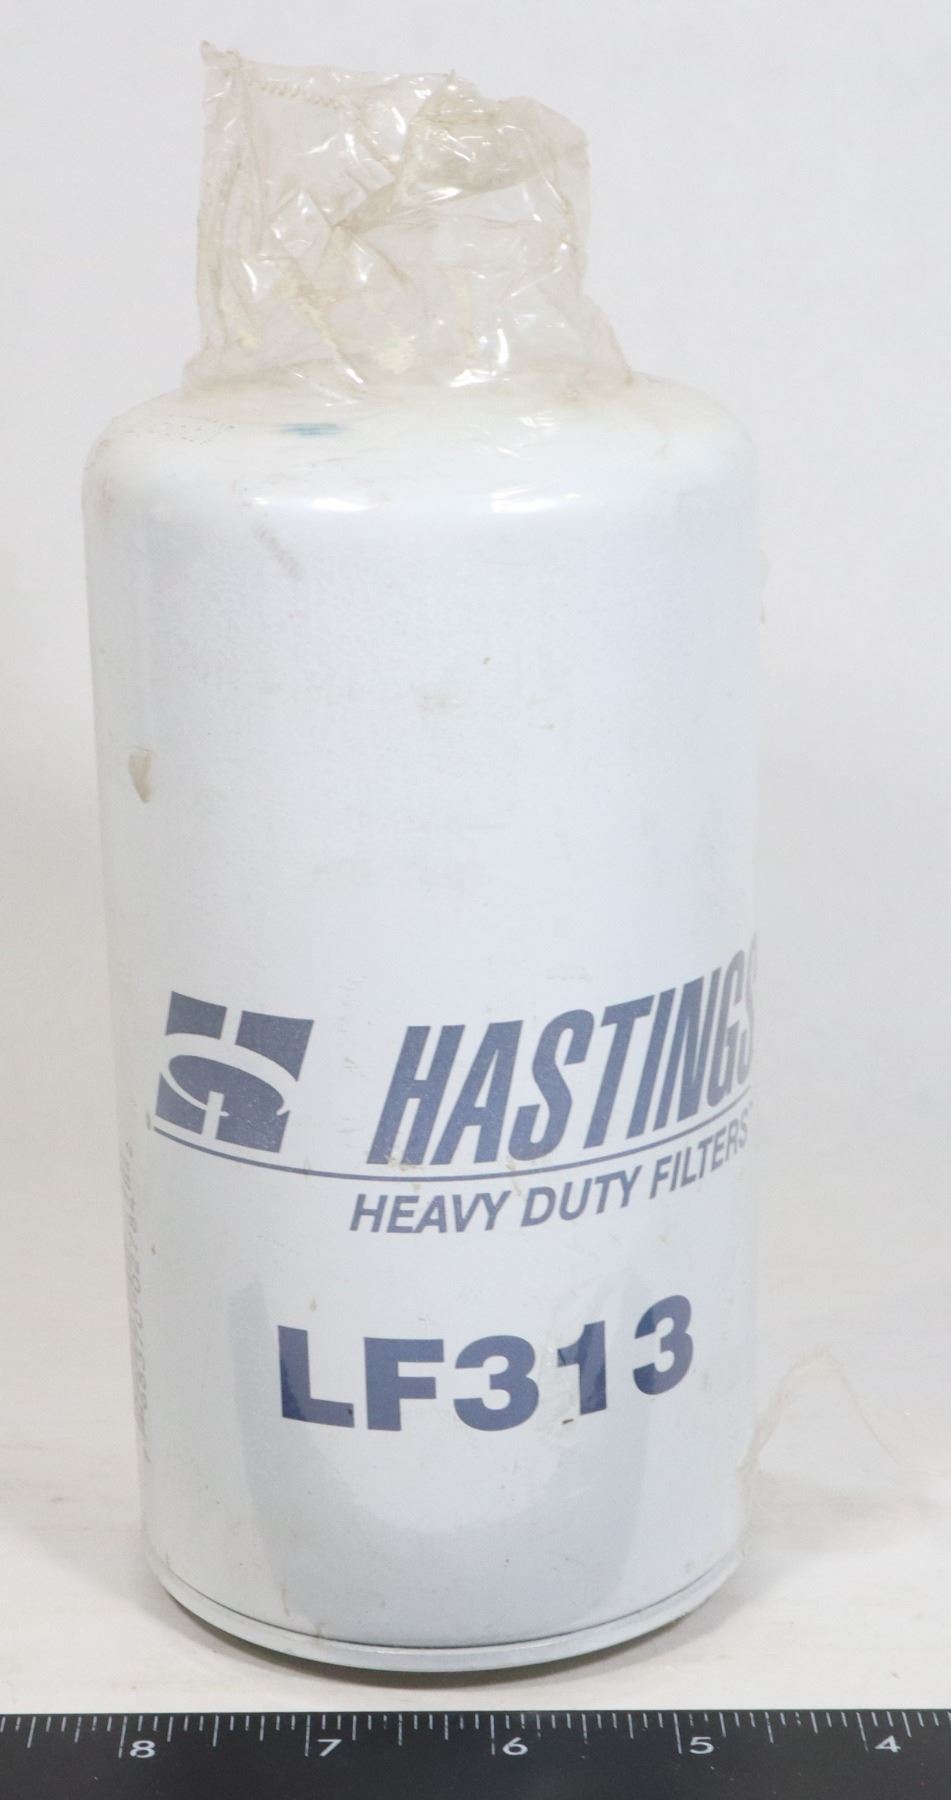 HASTINGS
HEAVY DUTY FILTERS
LF313
8 7 6 5 4